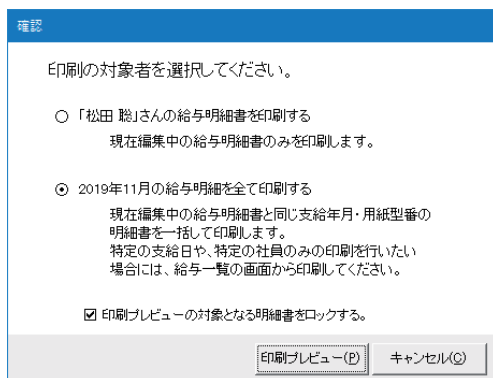 確認
印刷の対象者を選択してください。
「松田 聡」さんの給与明細書を印刷する
現在編集中の給与明細書のみを印刷します。
2019年11月の給与明細を全て印刷する
現在編集中の給与明細書と同じ支給年月・用紙型番の
明細書を一括して印刷します。
特定の支給日や、特定の社員のみの印刷を行いたい
場合には、給与一覧の画面から印刷してください。
印刷プレビューの対象となる明細書をロックする。
印刷プレビュー(P) キャンセル(C)